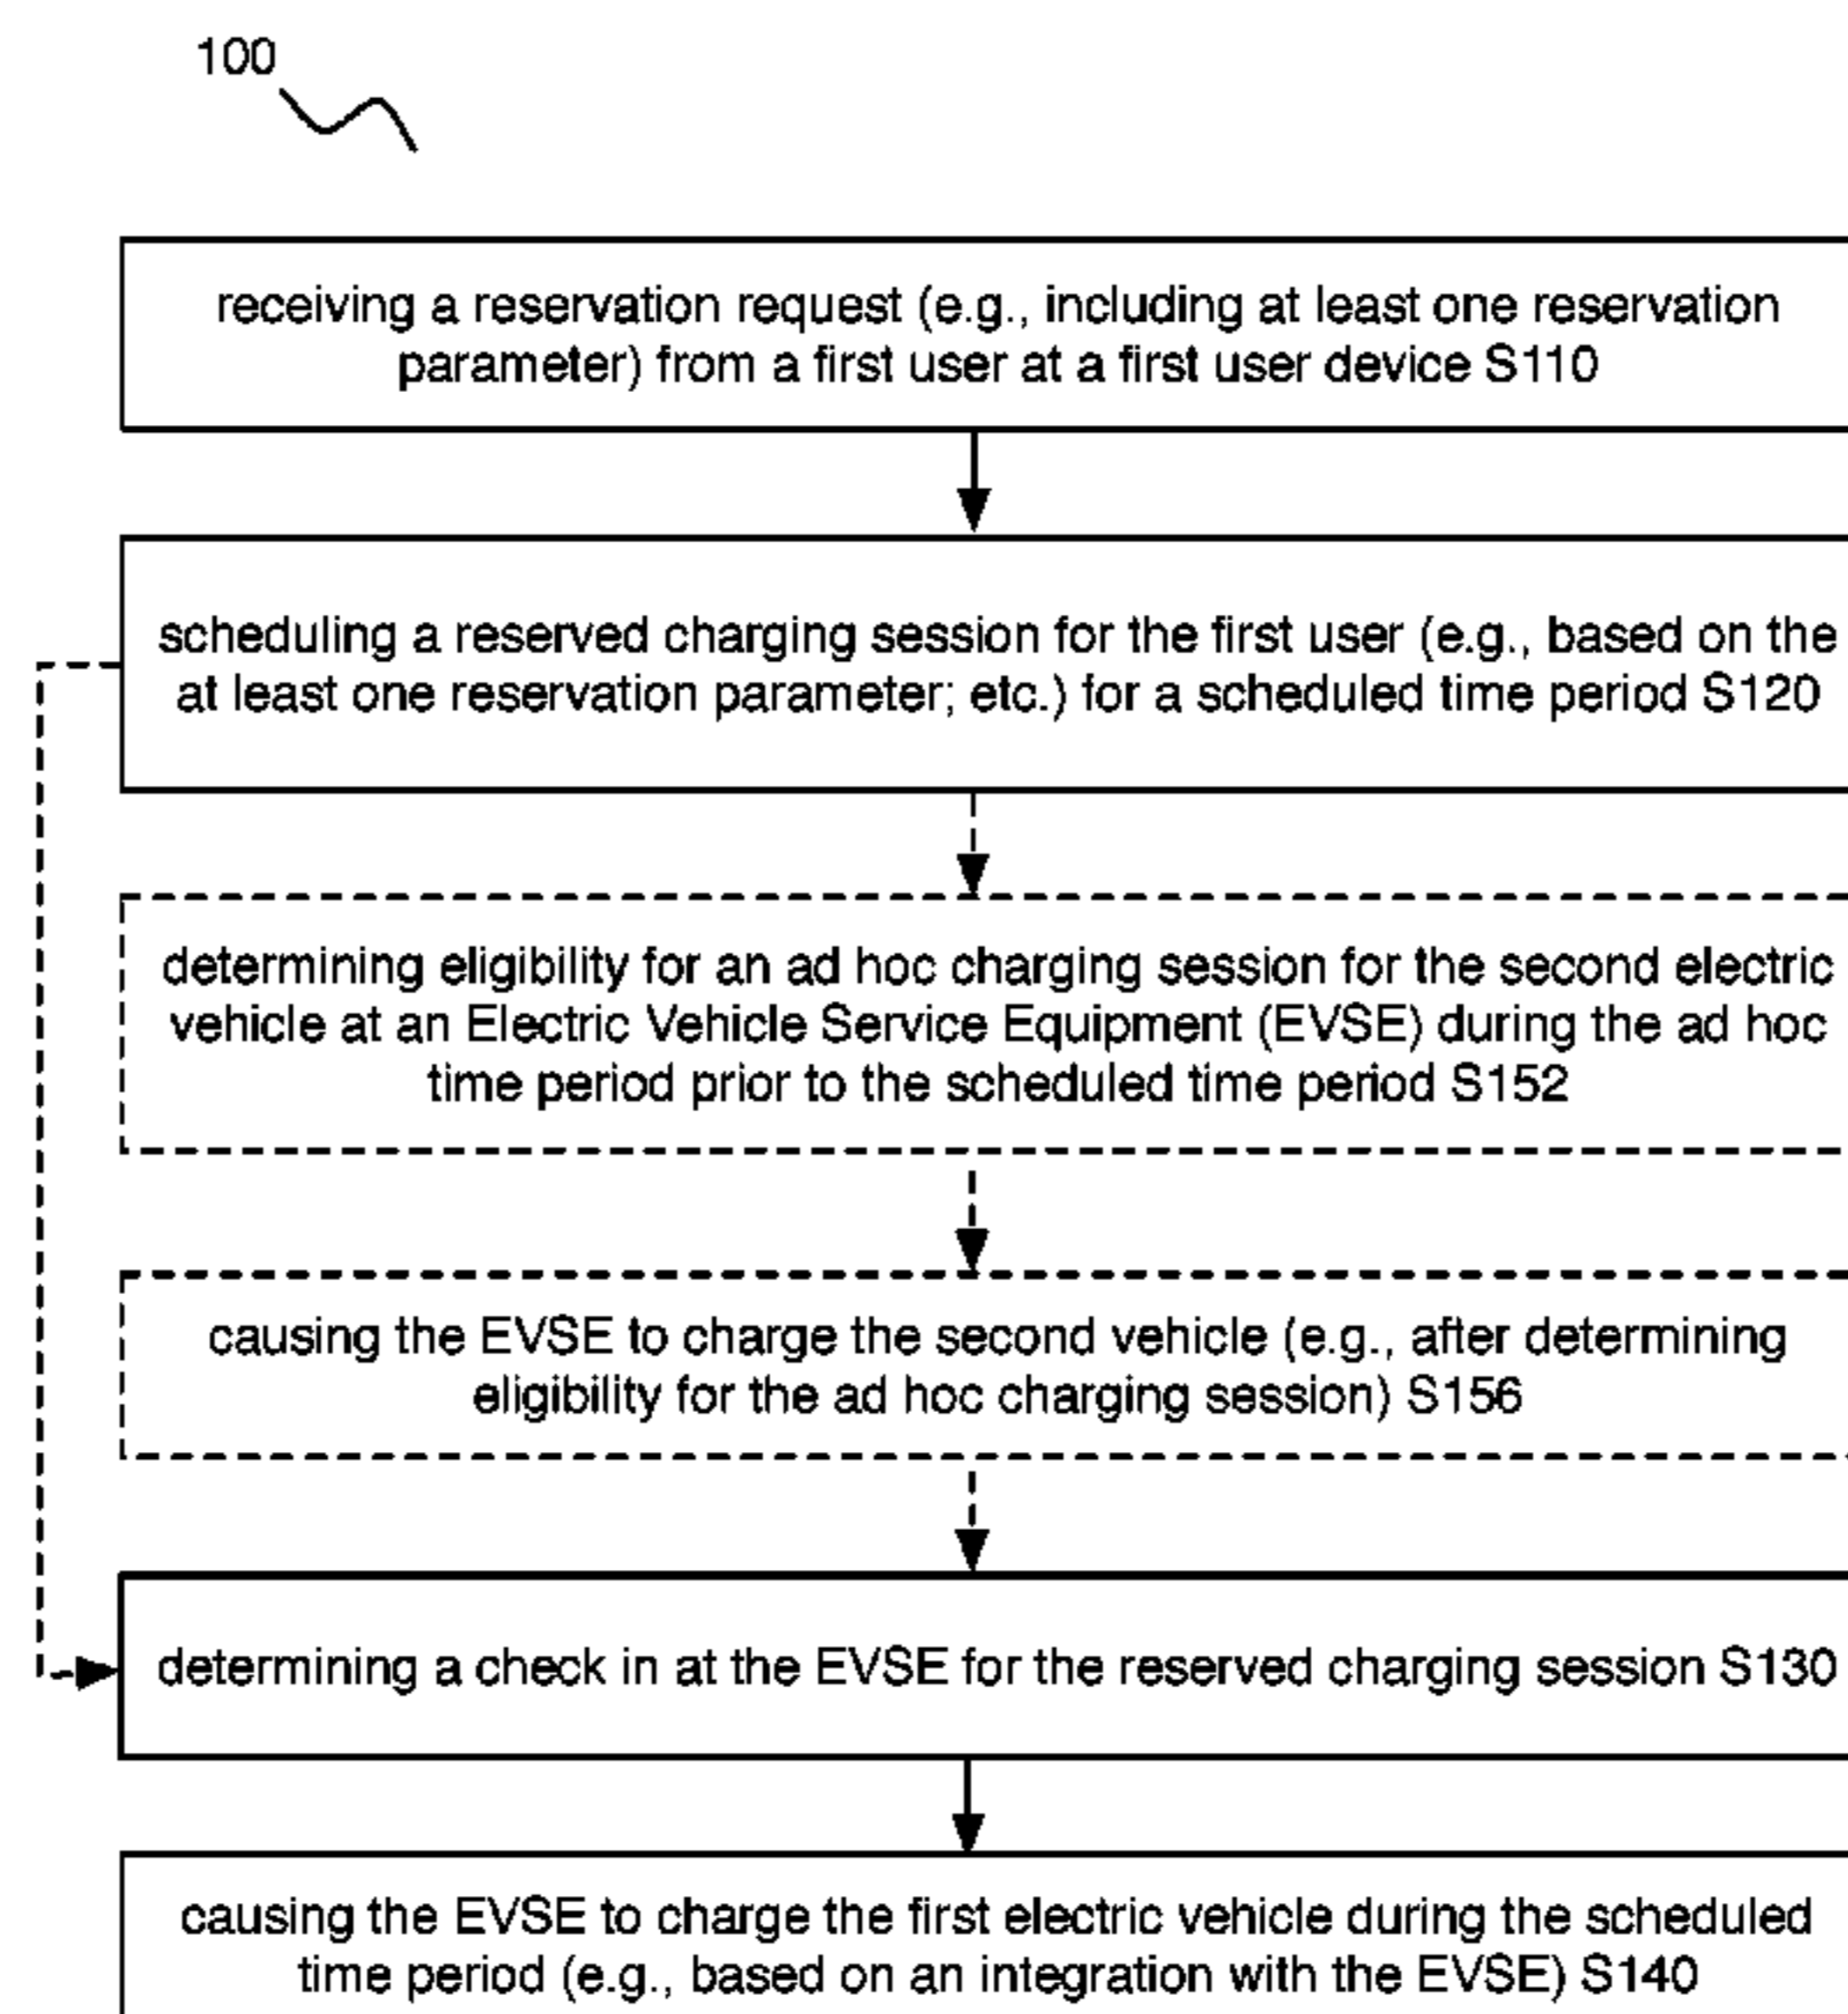 100
receiving a reservation request (e.g., including at least one reservation
parameter) from a first user at a first user device S110
scheduling a reserved charging session for the first user (e.g., based on the
at least one reservation parameter; etc.) for a scheduled time period S120
determining eligibility for an ad hoc charging session for the second electric
vehicle at an Electric Vehicle Service Equipment (EVSE) during the ad hoc
time period prior to the scheduled time period S152
causing the EVSE to charge the second vehicle (e.g., after determining
eligibility for the ad hoc charging session) S156
determining a check in at the EVSE for the reserved charging session S130
causing the EVSE to charge the first electric vehicle during the scheduled
time period (e.g., based on an integration with the EVSE) S140